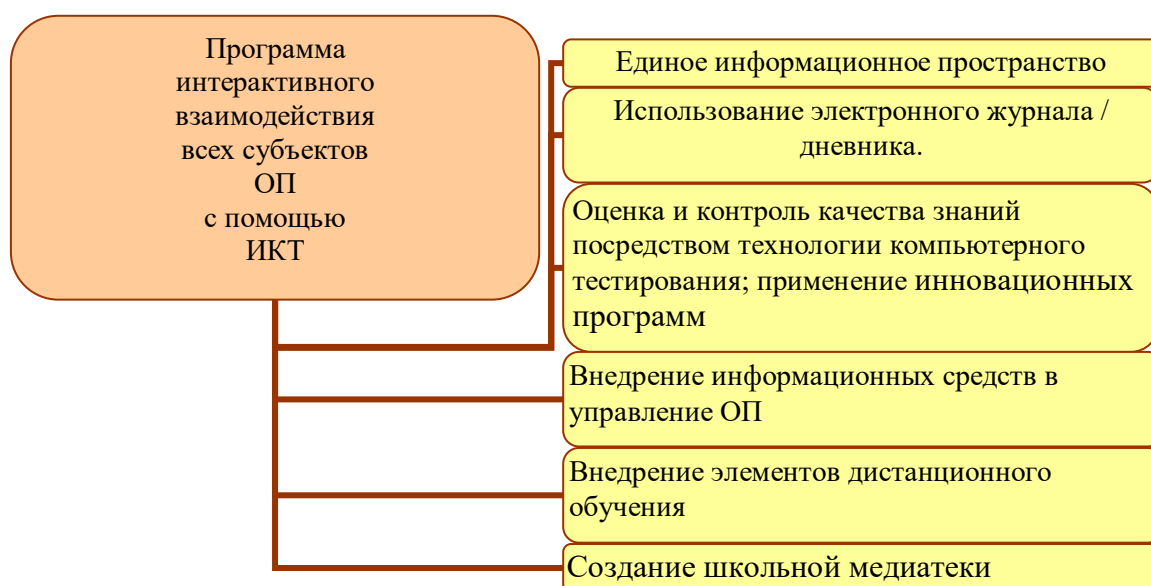 Программа
интерактивного
взаимодействия
всех субъектов
ОП
с помощью
ИКТ
Единое информационное пространство
Использование электронного журнала /
дневника.
Оценка и контроль качества знаний
посредством технологии компьютерного
тестирования; применение инновационных
программ
Внедрение информационных средств в
управление ОП
Внедрение элементов дистанционного
обучения
Создание школьной медиатеки